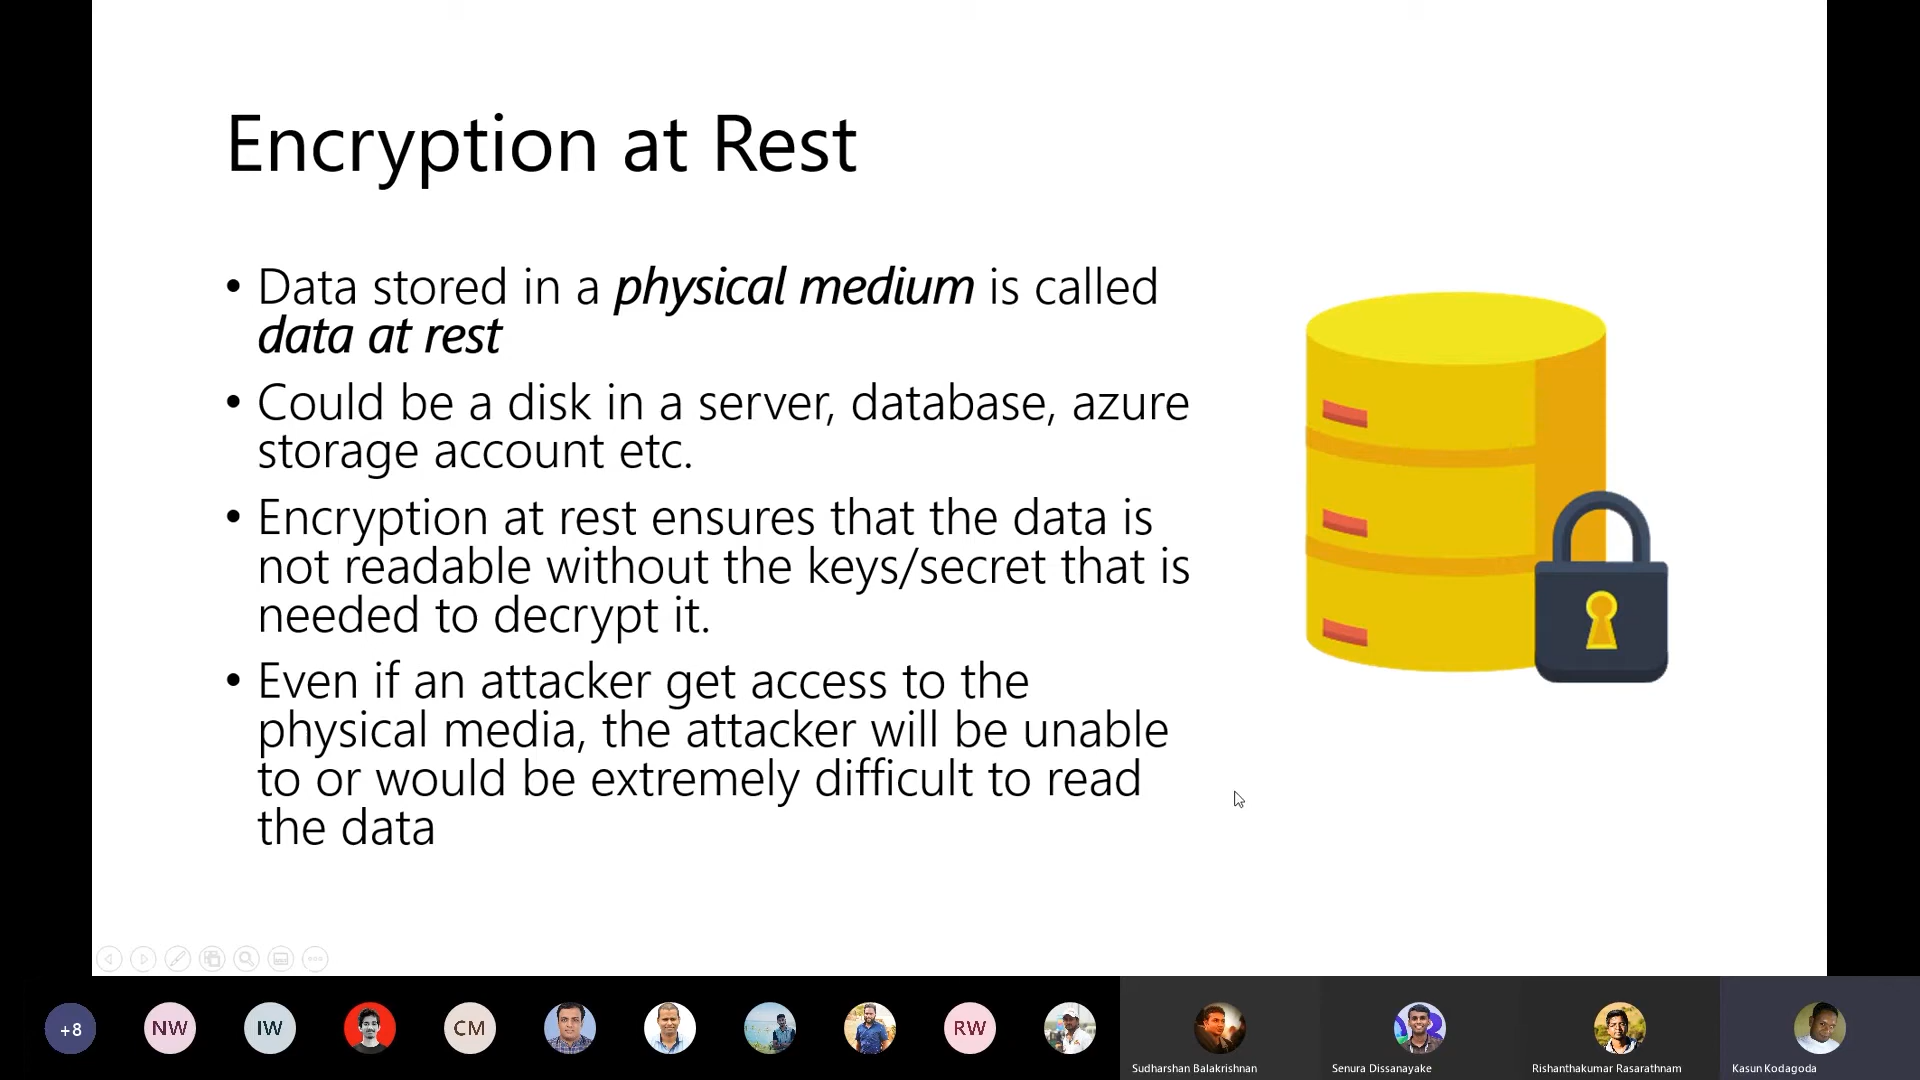 Encryption at Rest
• Data stored in a physical medium is called
data at rest
• Could be a disk in a server, database, azure
storage account etc.
• Encryption at rest ensures that the data is
not readable without the keys/secret that is
needed to decrypt it.
• Even if an attacker get access to the
physical media, the attacker will be unable
to or would be extremely difficult to read
the data
+8 NW IW CM RW
Sudharshan Balakrishnan Senura Dissanayake Rishanthakumar Rasarathnam Kasun Kodagoda